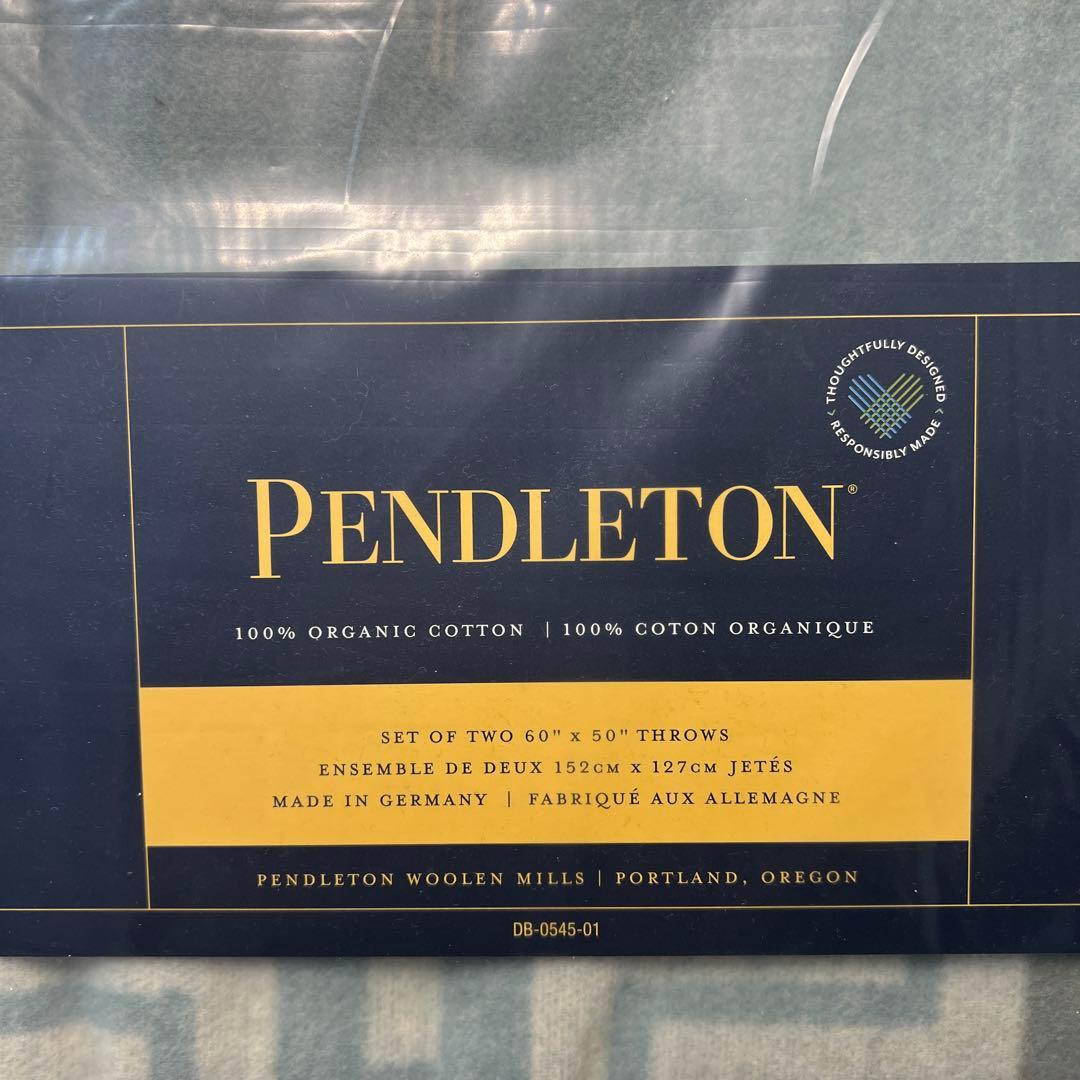 THOUGHTFULLY DESIGNED
RESPONSIBLY MADE
PENDLETON®
100% ORGANIC COTTON | 100% COTON ORGANIQUE
SET OF TWO 60" x 50" THROWS
ENSEMBLE DE DEUX 152CM X 127CM JETÉS
MADE IN GERMANY | FABRIQUÉ AUX ALLEMAGNE
PENDLETON WOOLEN MILLS | PORTLAND, OREGON
DB-0545-01